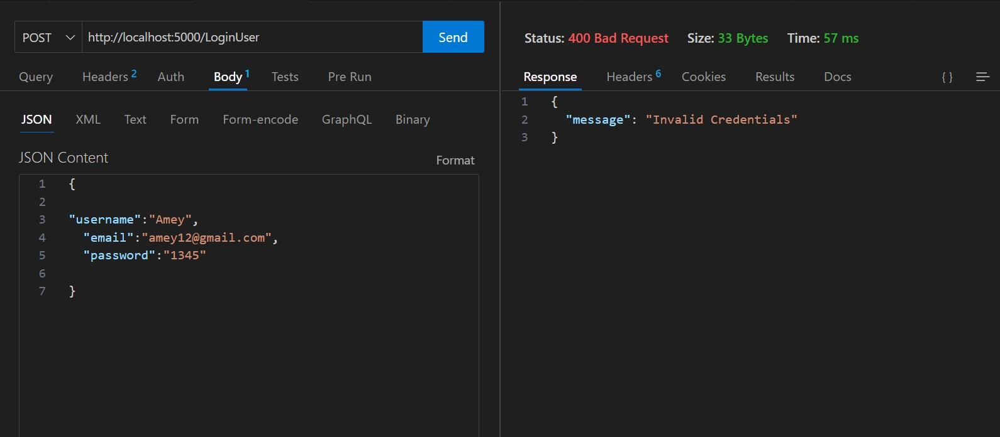 POST http://localhost:5000/LoginUser Send
Query Headers 2 Auth Body 1 Tests Pre Run
JSON XML Text Form Form-encode GraphQL Binary
JSON Content Format
1 {
2
3 "username":"Amey",
4 "email":"amey12@gmail.com",
5 "password":"1345"
6
7 }
Status: 400 Bad Request Size: 33 Bytes Time: 57 ms
Response Headers 6 Cookies Results Docs { }
1 {
2 "message": "Invalid Credentials"
3 }